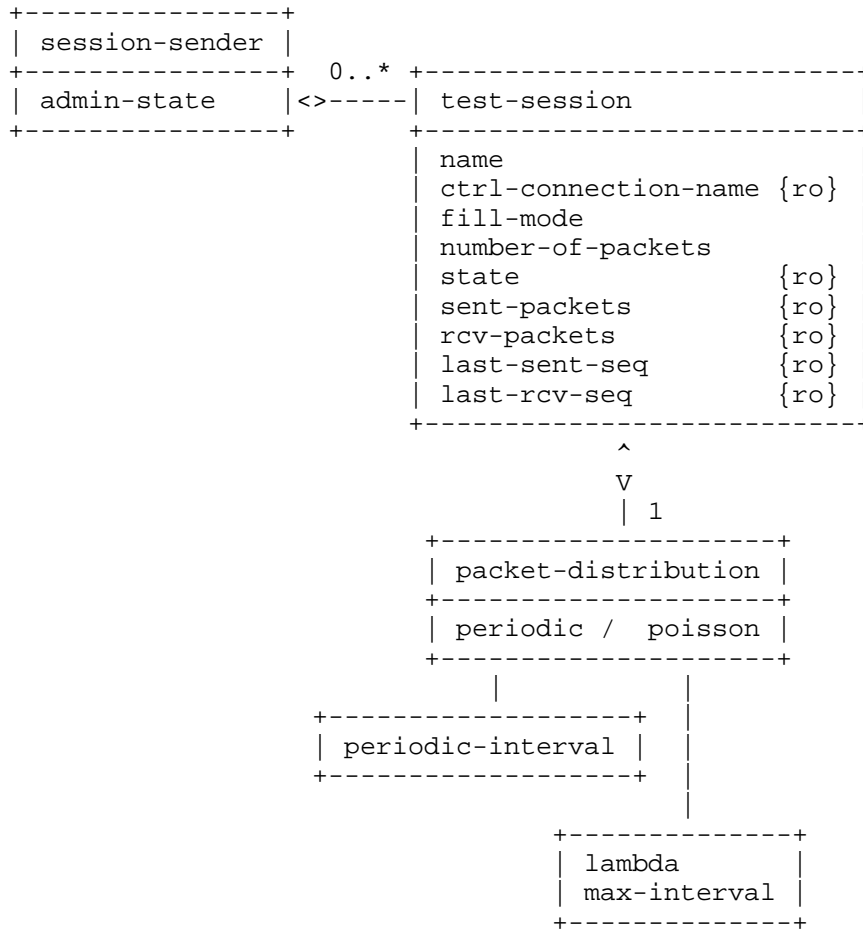 session-sender
0..*
admin-state <> test-session
name
ctrl-connection-name {ro}
fill-mode
number-of-packets
state {ro}
sent-packets {ro}
rcv-packets {ro}
last-sent-seq {ro}
last-rcv-seq {ro}
^
V
1
packet-distribution
periodic / poisson
periodic-interval
lambda
max-interval